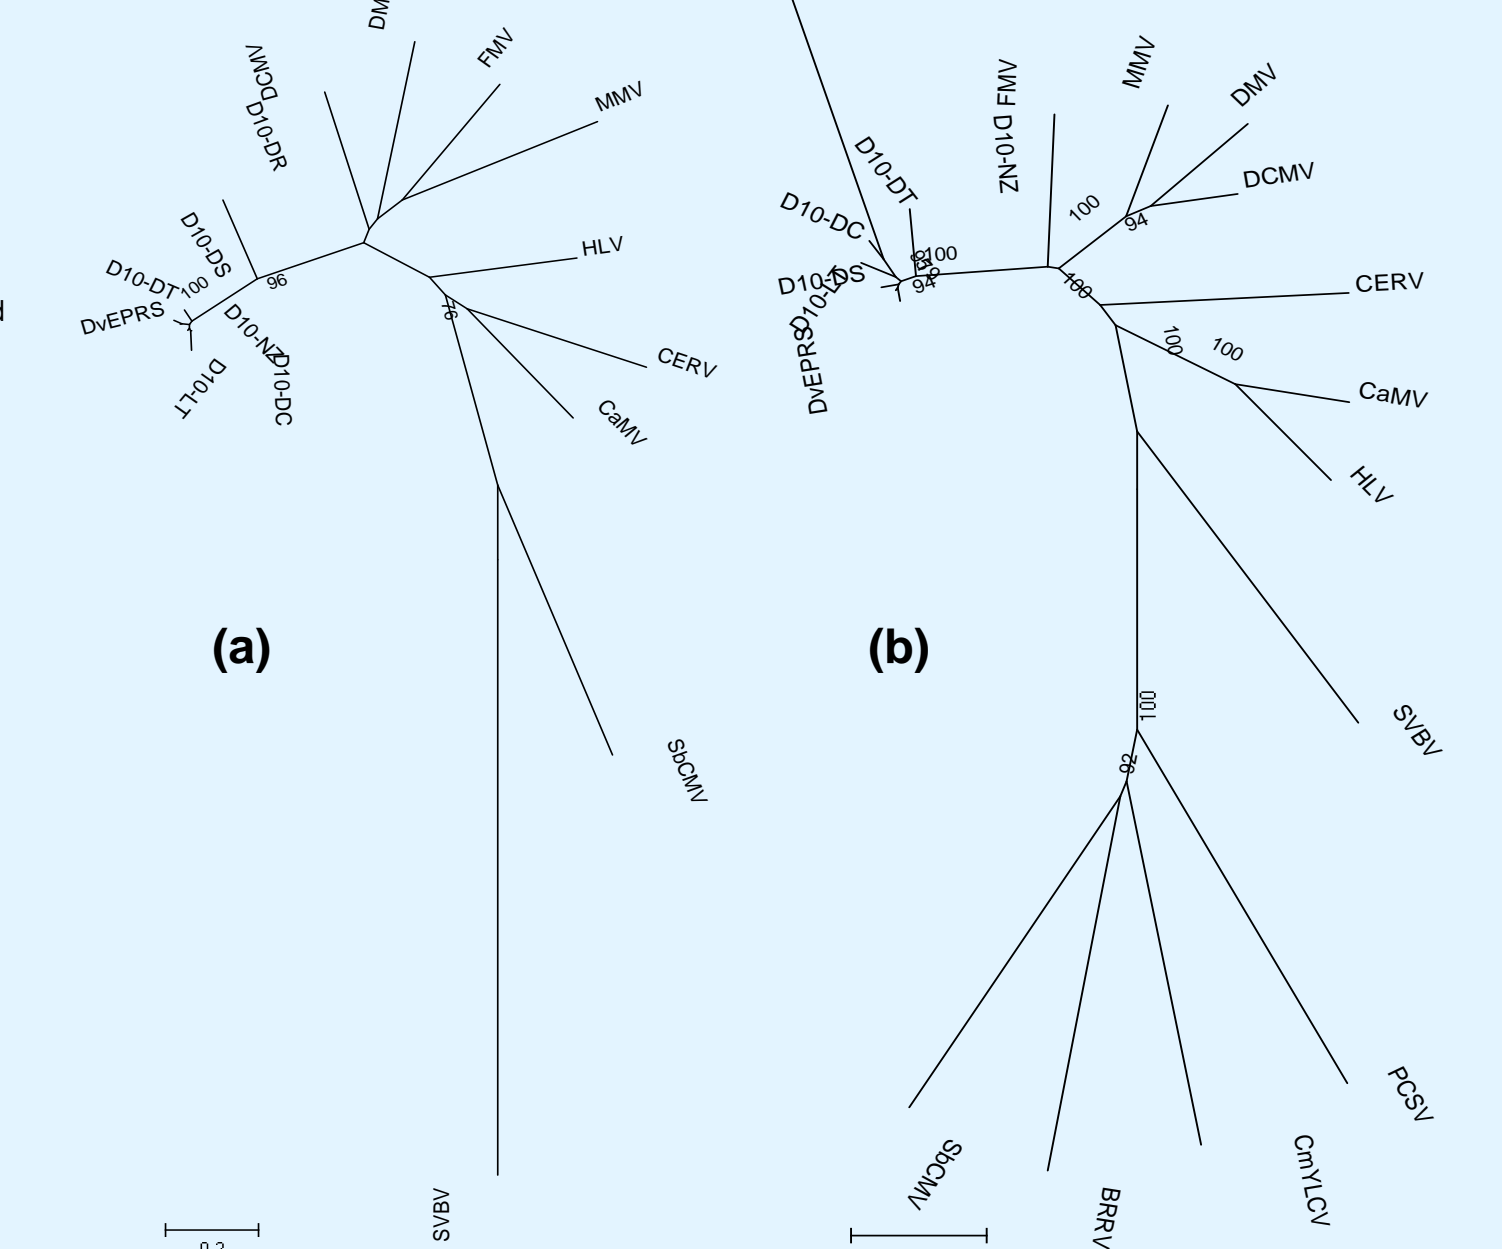 DCMV
D10-DR
FMV
MMV
D10-DS
D10-DT
100
96
DvEPRS
D10-NZ
D10-DC
D10-LT
HLV
76
CERV
CaMV
SbCMV
SVBV
(a)
D10-DT
D10-DC
D10-DS
DvEPRS
100
94
FMV
D10-NZ
MMV
DMV
DCMV
100
94
100
CERV
100
100
CaMV
HLV
SVBV
(b)
100
92
PCSV
SbCMV
BRRV
CmYLCV